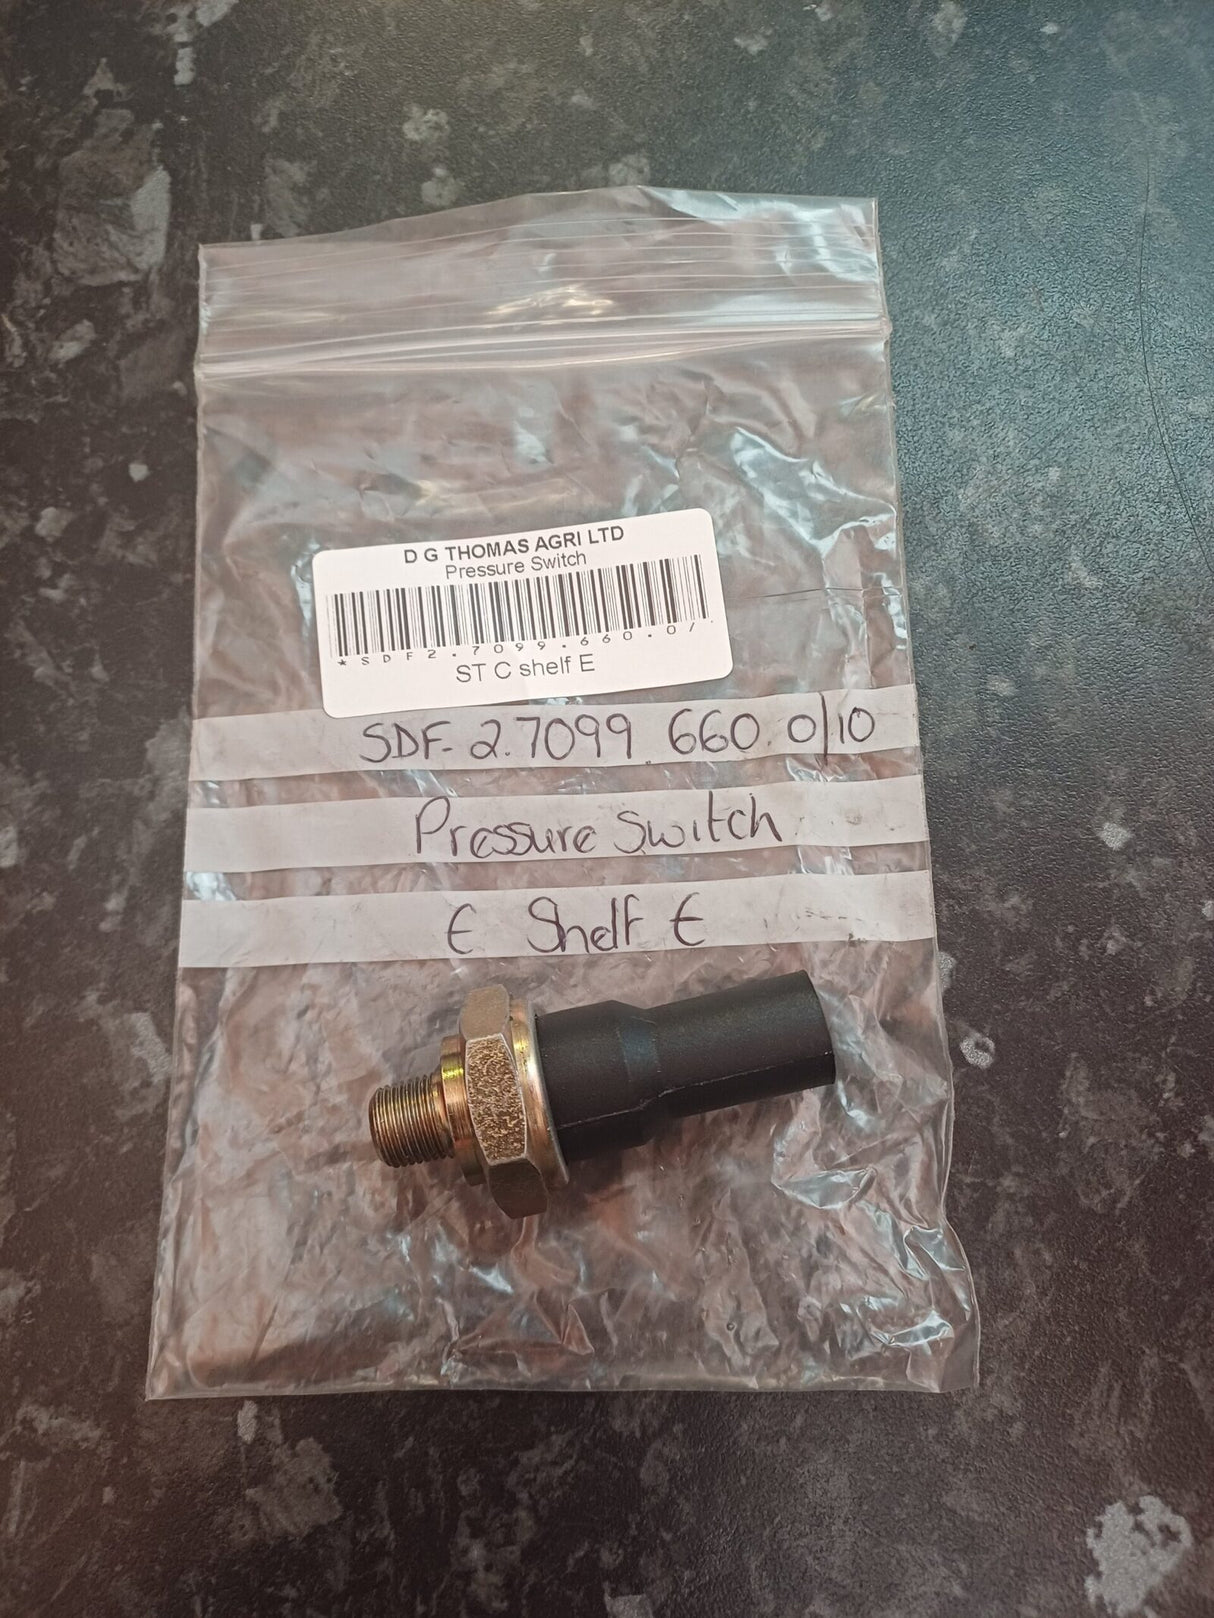 D G THOMAS AGRI LTD
Pressure Switch
*SDF2.7099.660.0/
ST C shelf E
SDF- 2.7099.660.0/10
Pressure Switch
E Shelf E